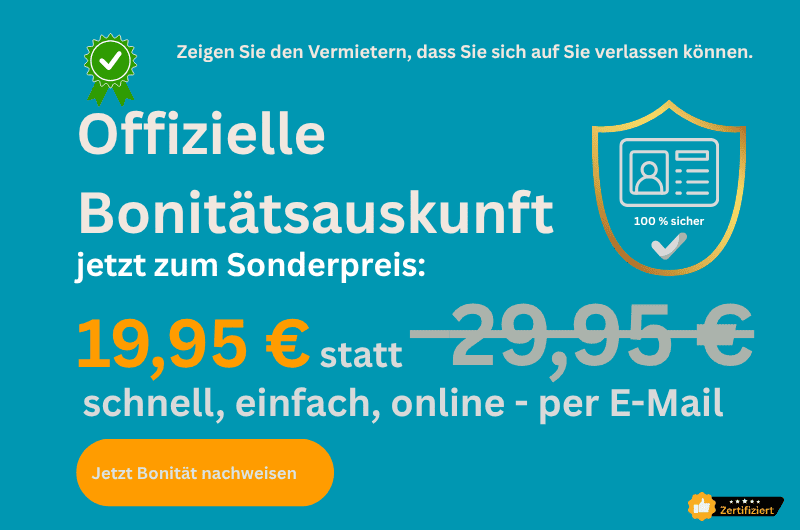 Zeigen Sie den Vermietern, dass Sie sich auf Sie verlassen können.
Offizielle
Bonitätsauskunft
100 % sicher
jetzt zum Sonderpreis:
19,95 € statt 29,95 €
schnell, einfach, online - per E-Mail
Jetzt Bonität nachweisen
Zertifiziert